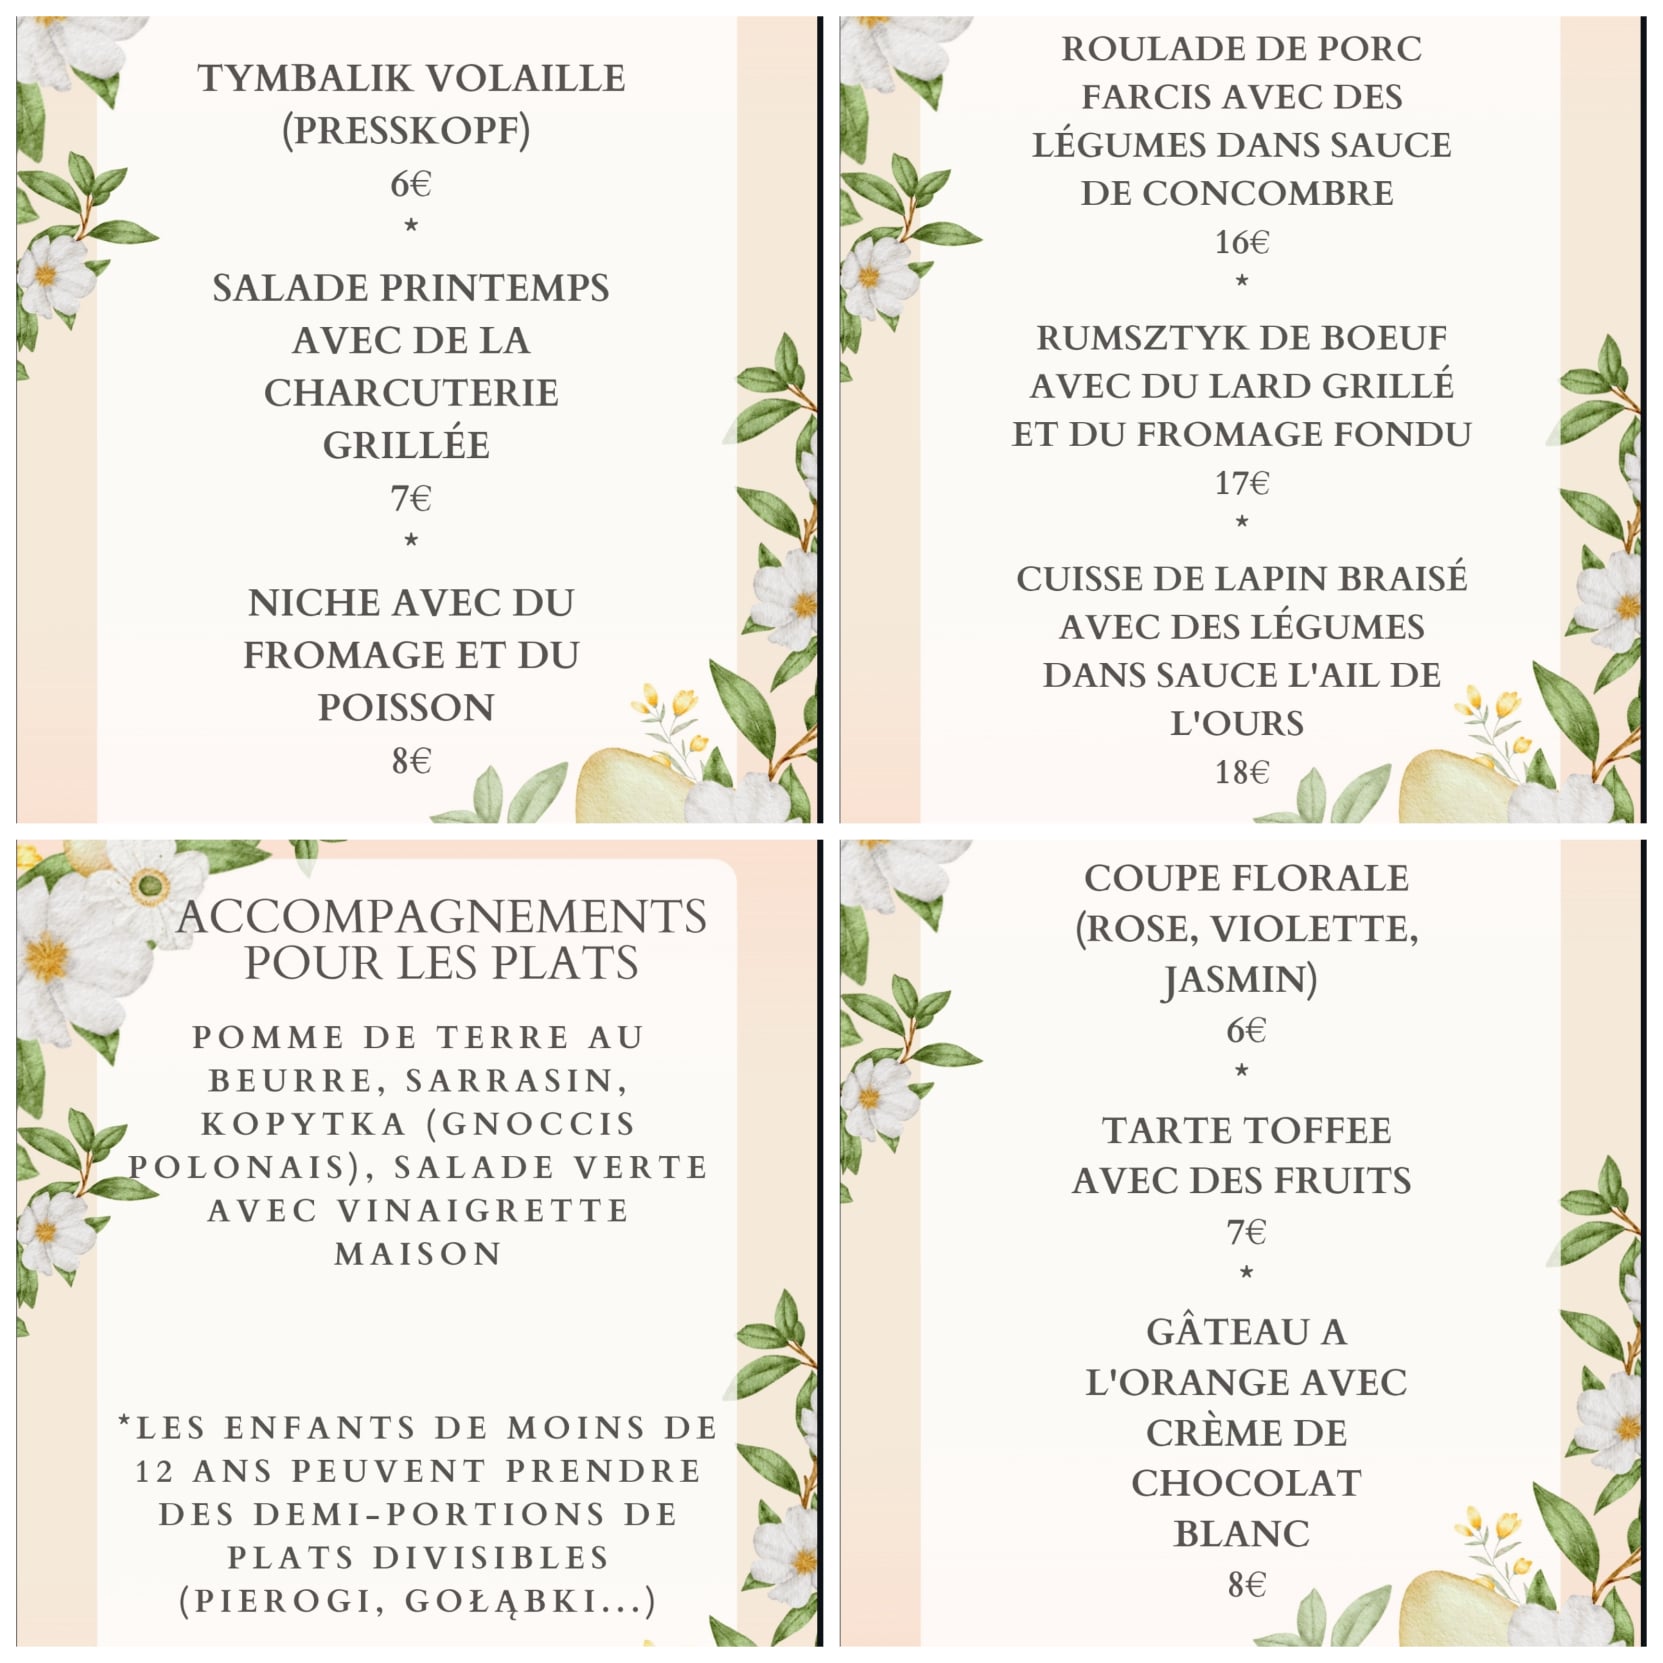 TYMBALIK VOLAILLE
(PRESSKOPF)
6€
*
SALADE PRINTEMPS
AVEC DE LA
CHARCUTERIE
GRILLÉE
7€
*
NICHE AVEC DU
FROMAGE ET DU
POISSON
8€
ROULADE DE PORC
FARCIS AVEC DES
LÉGUMES DANS SAUCE
DE CONCOMBRE
16€
*
RUMSZTYK DE BOEUF
AVEC DU LARD GRILLÉ
ET DU FROMAGE FONDU
17€
*
CUISSE DE LAPIN BRAISÉ
AVEC DES LÉGUMES
DANS SAUCE L'AIL DE
L'OURS
18€
ACCOMPAGNEMENTS
POUR LES PLATS
POMME DE TERRE AU
BEURRE, SARRASIN,
KOPYTKA (GNOCCIS
POLONAIS), SALADE VERTE
AVEC VINAIGRETTE
MAISON
*LES ENFANTS DE MOINS DE
12 ANS PEUVENT PRENDRE
DES DEMI-PORTIONS DE
PLATS DIVISIBLES
(PIEROGI, GOŁĄBKI...)
COUPE FLORALE
(ROSE, VIOLETTE,
JASMIN)
6€
*
TARTE TOFFEE
AVEC DES FRUITS
7€
*
GÂTEAU A
L'ORANGE AVEC
CRÈME DE
CHOCOLAT
BLANC
8€